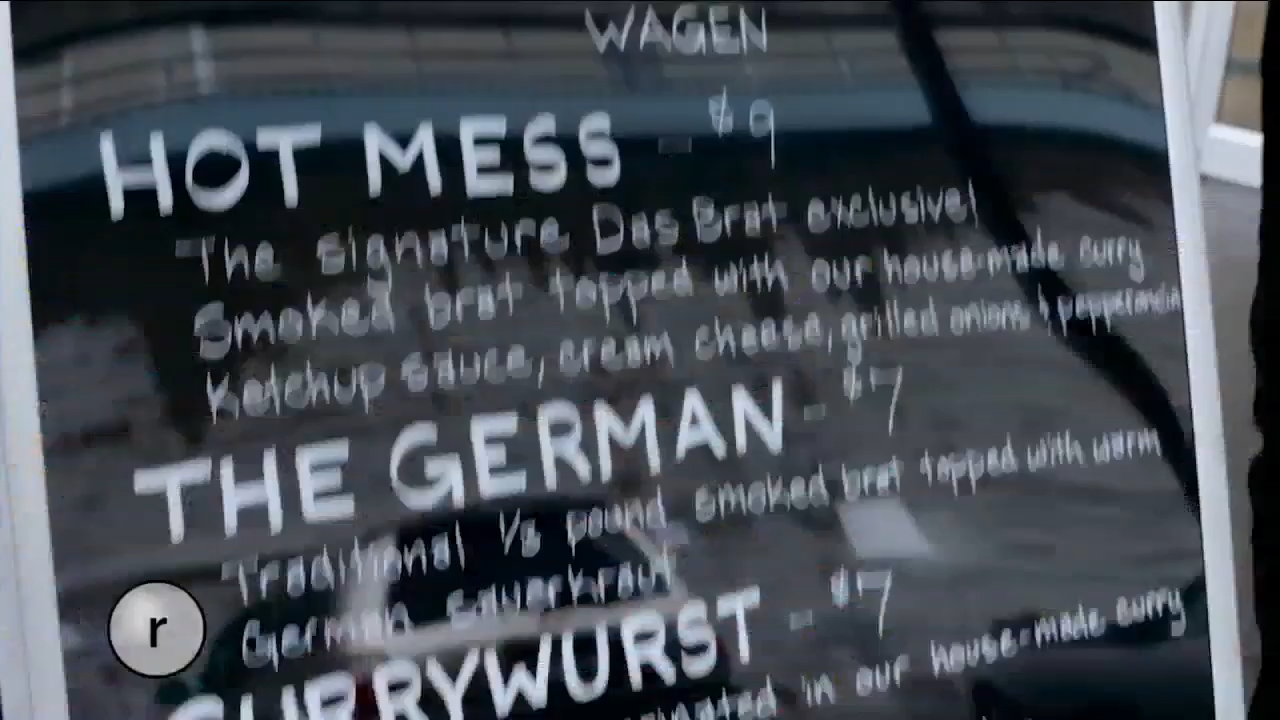 WAGEN
HOT MESS - $9
The signature Das Brat exclusive!
Smoked brat topped with our house-made curry
Ketchup sauce, cream cheese, grilled onions &
THE GERMAN - $7
Traditional 1/3 pound smoked brat topped with warm
German sauerkraut
CURRYWURST - $7
in our house-made curry
r